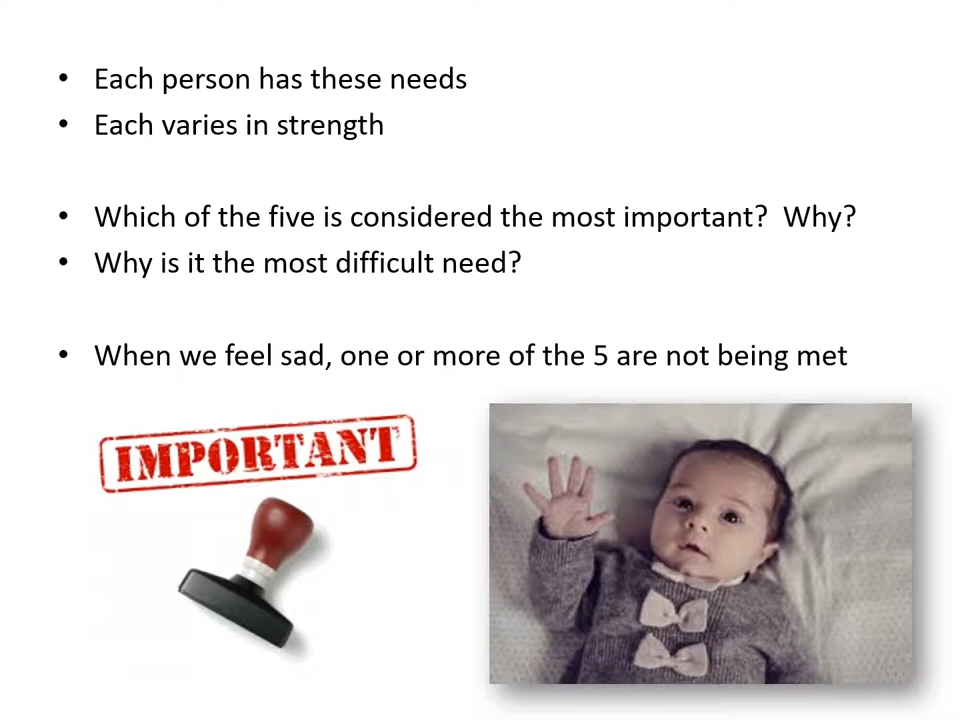 • Each person has these needs
• Each varies in strength
• Which of the five is considered the most important?  Why?
• Why is it the most difficult need?
• When we feel sad, one or more of the 5 are not being met
IMPORTANT